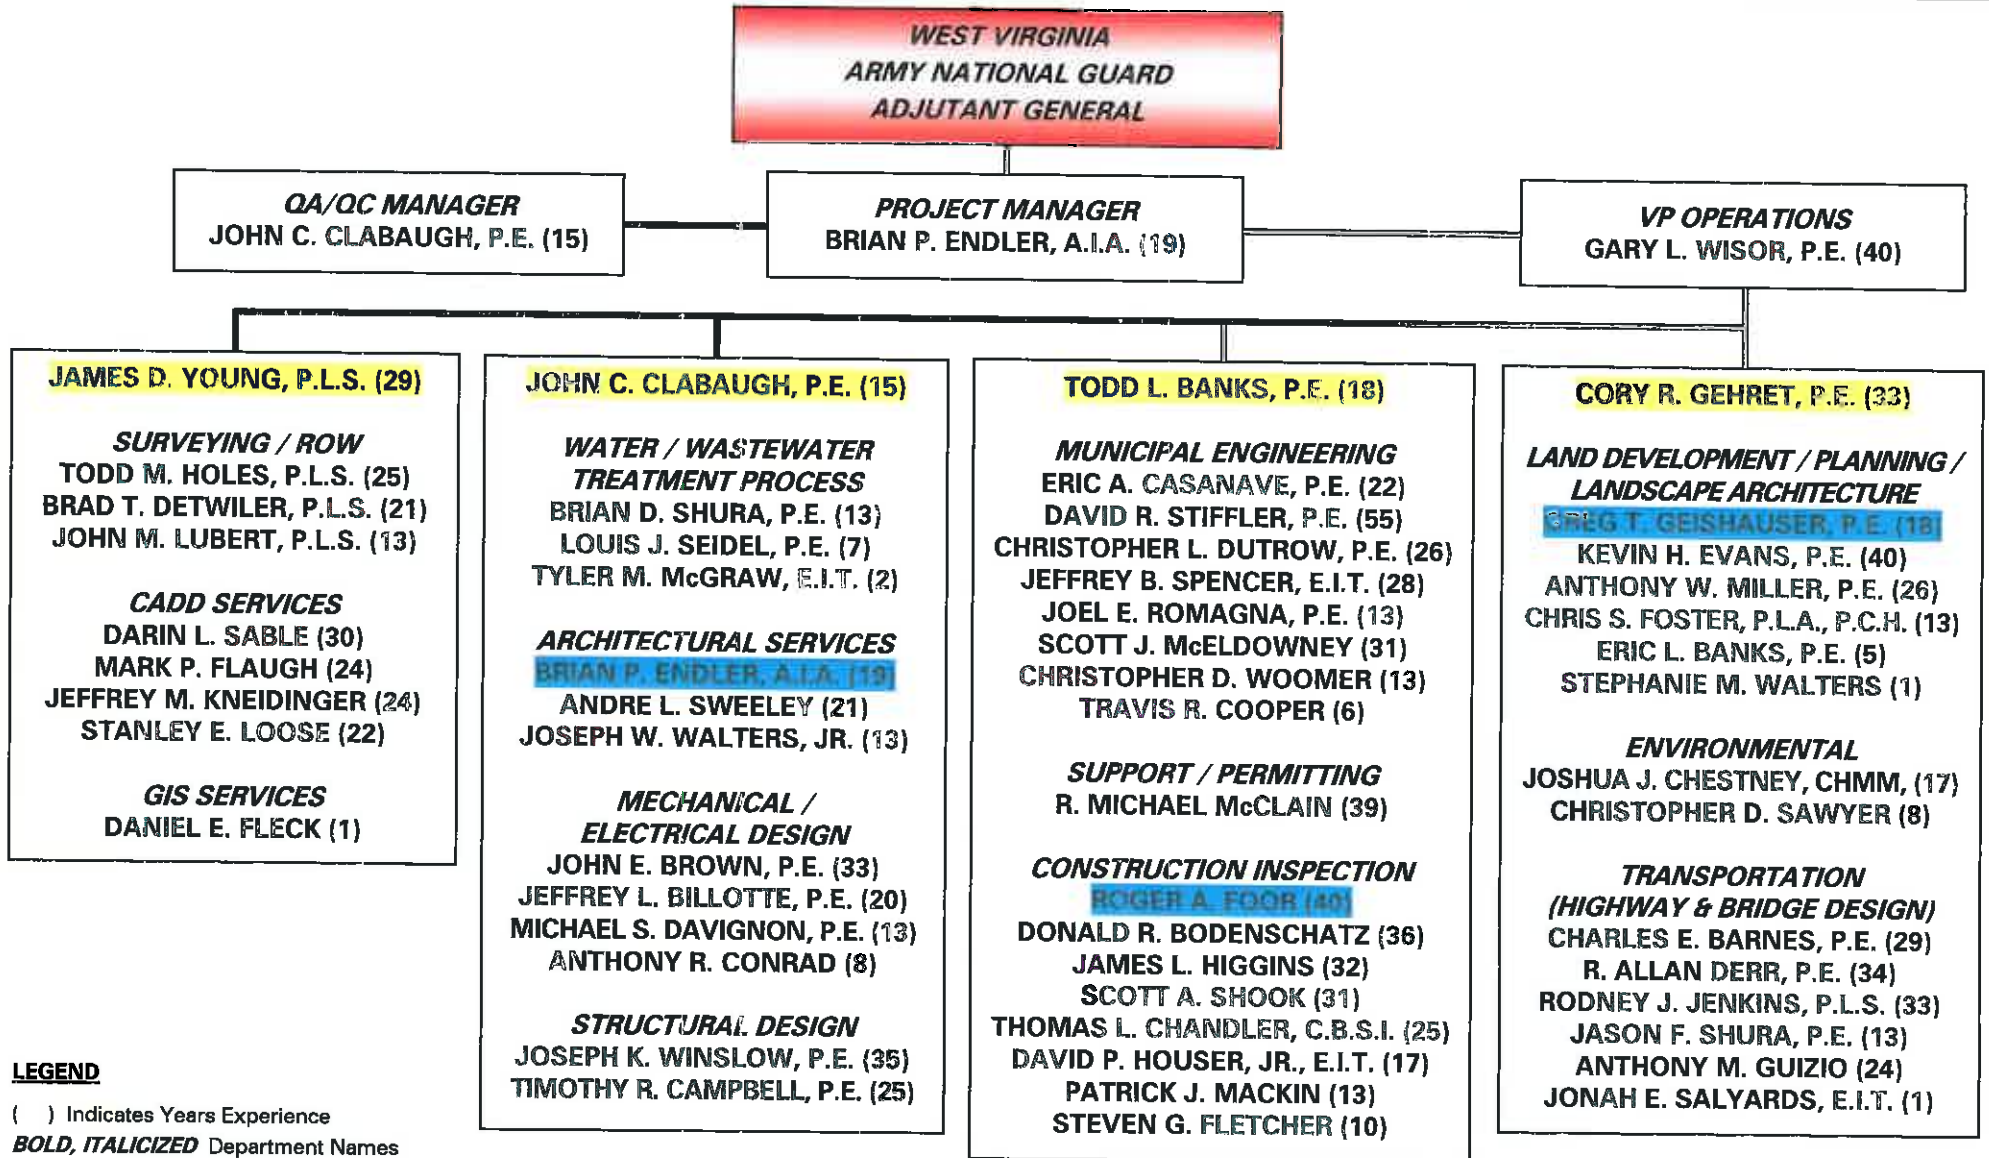 WEST VIRGINIA
ARMY NATIONAL GUARD
ADJUTANT GENERAL
QA/QC MANAGER
JOHN C. CLABAUGH, P.E. (15)
PROJECT MANAGER
BRIAN P. ENDLER, A.I.A. (19)
VP OPERATIONS
GARY L. WISOR, P.E. (40)
JAMES D. YOUNG, P.L.S. (29)
SURVEYING / ROW
TODD M. HOLES, P.L.S. (25)
BRAD T. DETWILER, P.L.S. (21)
JOHN M. LUBERT, P.L.S. (13)
CADD SERVICES
DARIN L. SABLE (30)
MARK P. FLAUGH (24)
JEFFREY M. KNEIDINGER (24)
STANLEY E. LOOSE (22)
GIS SERVICES
DANIEL E. FLECK (1)
JOHN C. CLABAUGH, P.E. (15)
WATER / WASTEWATER
TREATMENT PROCESS
BRIAN D. SHURA, P.E. (13)
LOUIS J. SEIDEL, P.E. (7)
TYLER M. McGRAW, E.I.T. (2)
ARCHITECTURAL SERVICES
BRIAN P. ENDLER, A.I.A. (19)
ANDRE L. SWEELEY (21)
JOSEPH W. WALTERS, JR. (13)
MECHANICAL /
ELECTRICAL DESIGN
JOHN E. BROWN, P.E. (33)
JEFFREY L. BILLOTTE, P.E. (20)
MICHAEL S. DAVIGNON, P.E. (13)
ANTHONY R. CONRAD (8)
STRUCTURAL DESIGN
JOSEPH K. WINSLOW, P.E. (35)
TIMOTHY R. CAMPBELL, P.E. (25)
TODD L. BANKS, P.E. (18)
MUNICIPAL ENGINEERING
ERIC A. CASANAVE, P.E. (22)
DAVID R. STIFFLER, P.E. (55)
CHRISTOPHER L. DUTROW, P.E. (26)
JEFFREY B. SPENCER, E.I.T. (28)
JOEL E. ROMAGNA, P.E. (13)
SCOTT J. McELDOWNEY (31)
CHRISTOPHER D. WOOMER (13)
TRAVIS R. COOPER (6)
SUPPORT / PERMITTING
R. MICHAEL McCLAIN (39)
CONSTRUCTION INSPECTION
ROGER A. FOOR (40)
DONALD R. BODENSCHATZ (36)
JAMES L. HIGGINS (32)
SCOTT A. SHOOK (31)
THOMAS L. CHANDLER, C.B.S.I. (25)
DAVID P. HOUSER, JR., E.I.T. (17)
PATRICK J. MACKIN (13)
STEVEN G. FLETCHER (10)
CORY R. GEHRET, P.E. (33)
LAND DEVELOPMENT / PLANNING /
LANDSCAPE ARCHITECTURE
GREG T. GEISHAUSER, P.E. (18)
KEVIN H. EVANS, P.E. (40)
ANTHONY W. MILLER, P.E. (26)
CHRIS S. FOSTER, P.L.A., P.C.H. (13)
ERIC L. BANKS, P.E. (5)
STEPHANIE M. WALTERS (1)
ENVIRONMENTAL
JOSHUA J. CHESTNEY, CHMM, (17)
CHRISTOPHER D. SAWYER (8)
TRANSPORTATION
(HIGHWAY & BRIDGE DESIGN)
CHARLES E. BARNES, P.E. (29)
R. ALLAN DERR, P.E. (34)
RODNEY J. JENKINS, P.L.S. (33)
JASON F. SHURA, P.E. (13)
ANTHONY M. GUIZIO (24)
JONAH E. SALYARDS, E.I.T. (1)
LEGEND
( ) Indicates Years Experience
BOLD, ITALICIZED Department Names